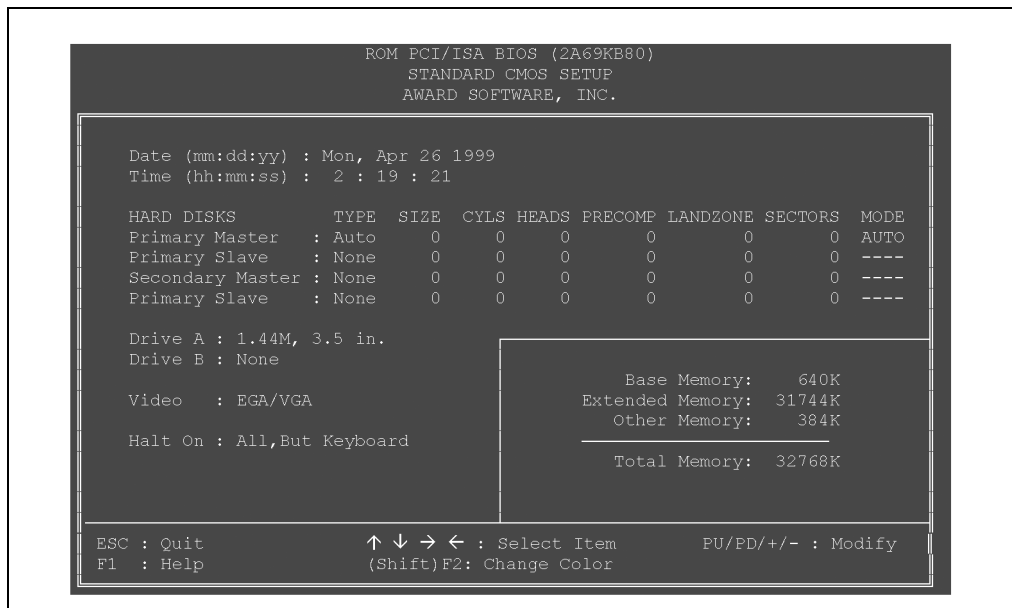 ROM PCI/ISA BIOS (2A69KB80)
STANDARD CMOS SETUP
AWARD SOFTWARE, INC.
Date (mm:dd:yy) : Mon, Apr 26 1999
Time (hh:mm:ss) : 2 : 19 : 21
HARD DISKS TYPE SIZE CYLS HEADS PRECOMP LANDZONE SECTORS MODE
Primary Master : Auto 0 0 0 0 0 0 AUTO
Primary Slave : None 0 0 0 0 0 0 ----
Secondary Master : None 0 0 0 0 0 0 ----
Primary Slave : None 0 0 0 0 0 0 ----
Drive A : 1.44M, 3.5 in.
Drive B : None
Video : EGA/VGA
Halt On : All,But Keyboard
Base Memory: 640K
Extended Memory: 31744K
Other Memory: 384K
Total Memory: 32768K
ESC : Quit ↑ ↓ → ← : Select Item PU/PD/+/- : Modify
F1 : Help (Shift)F2: Change Color